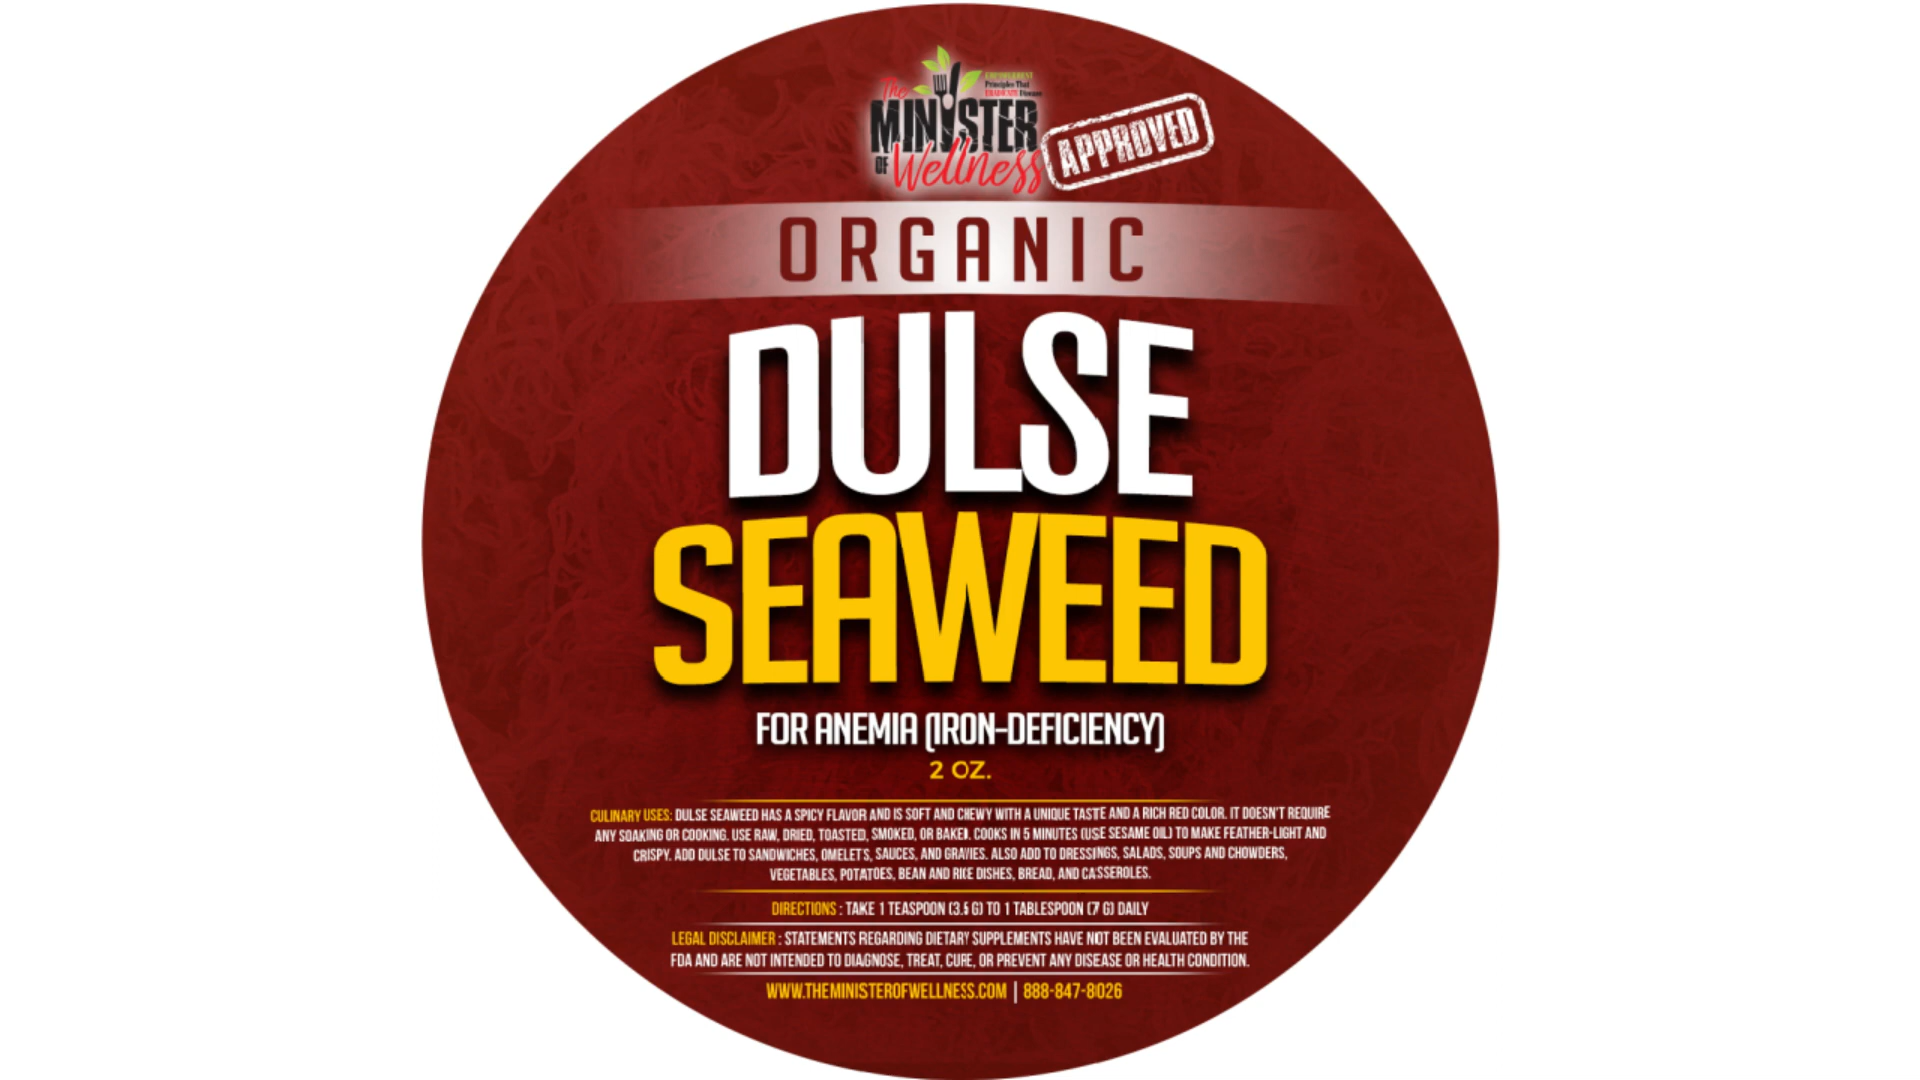 The
MINISTER
OF Wellness
Principles That
APPROVED
ORGANIC
DULSE
SEAWEED
FOR ANEMIA (IRON-DEFICIENCY)
2 OZ.
CULINARY USES: DULSE SEAWEED HAS A SPICY FLAVOR AND IS SOFT AND CHEWY WITH A UNIQUE TASTE AND A RICH RED COLOR. IT DOESN'T REQUIRE
ANY SOAKING OR COOKING. USE RAW, DRIED, TOASTED, SMOKED, OR BAKED. COOKS IN 5 MINUTES (USE SESAME OIL) TO MAKE FEATHER-LIGHT AND
CRISPY. ADD DULSE TO SANDWICHES, OMELETS, SAUCES, AND GRAVIES. ALSO ADD TO DRESSINGS, SALADS, SOUPS AND CHOWDERS,
VEGETABLES, POTATOES, BEAN AND RICE DISHES, BREAD, AND CASSEROLES.
DIRECTIONS : TAKE 1 TEASPOON (3.5 G) TO 1 TABLESPOON (7 G) DAILY
LEGAL DISCLAIMER : STATEMENTS REGARDING DIETARY SUPPLEMENTS HAVE NOT BEEN EVALUATED BY THE
FDA AND ARE NOT INTENDED TO DIAGNOSE, TREAT, CURE, OR PREVENT ANY DISEASE OR HEALTH CONDITION.
WWW.THEMINISTEROFWELLNESS.COM | 888-847-8026